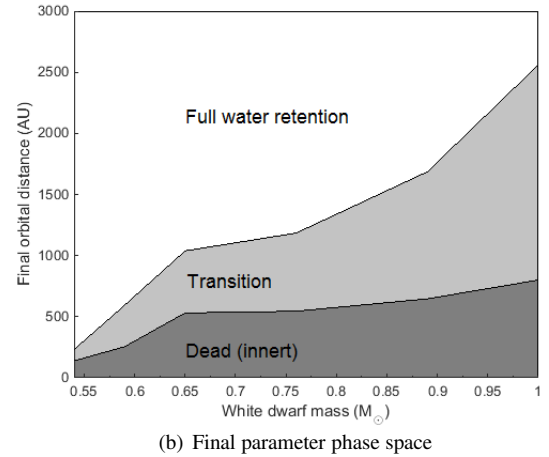 3000
2500
2000
1500
1000
500
0
Final orbital distance (AU)
Full water retention
Transition
Dead (innert)
0.55 0.6 0.65 0.7 0.75 0.8 0.85 0.9 0.95 1
White dwarf mass (M☉)
(b) Final parameter phase space